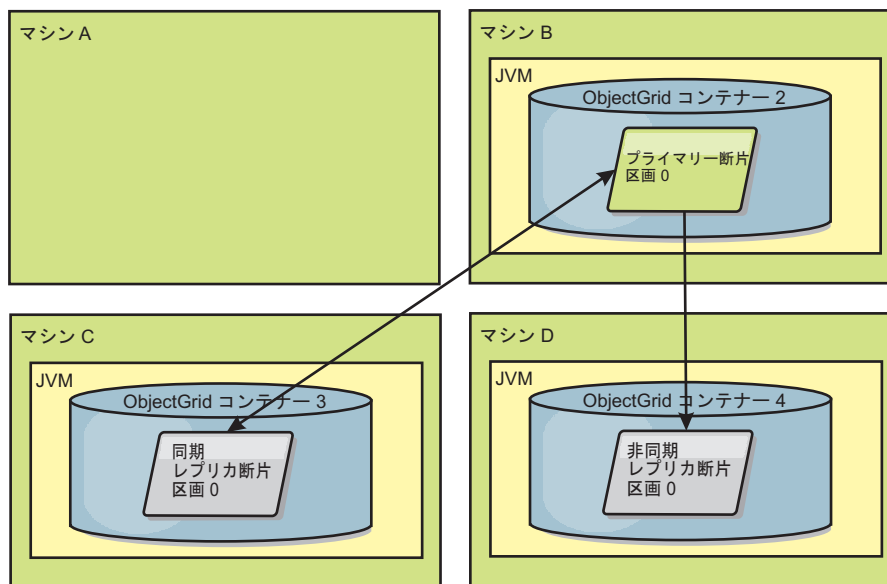 マシン A
マシン B
JVM
ObjectGrid コンテナー 2
プライマリー断片
区画 0
マシン C
JVM
ObjectGrid コンテナー 3
同期
レプリカ断片
区画 0
マシン D
JVM
ObjectGrid コンテナー 4
非同期
レプリカ断片
区画 0